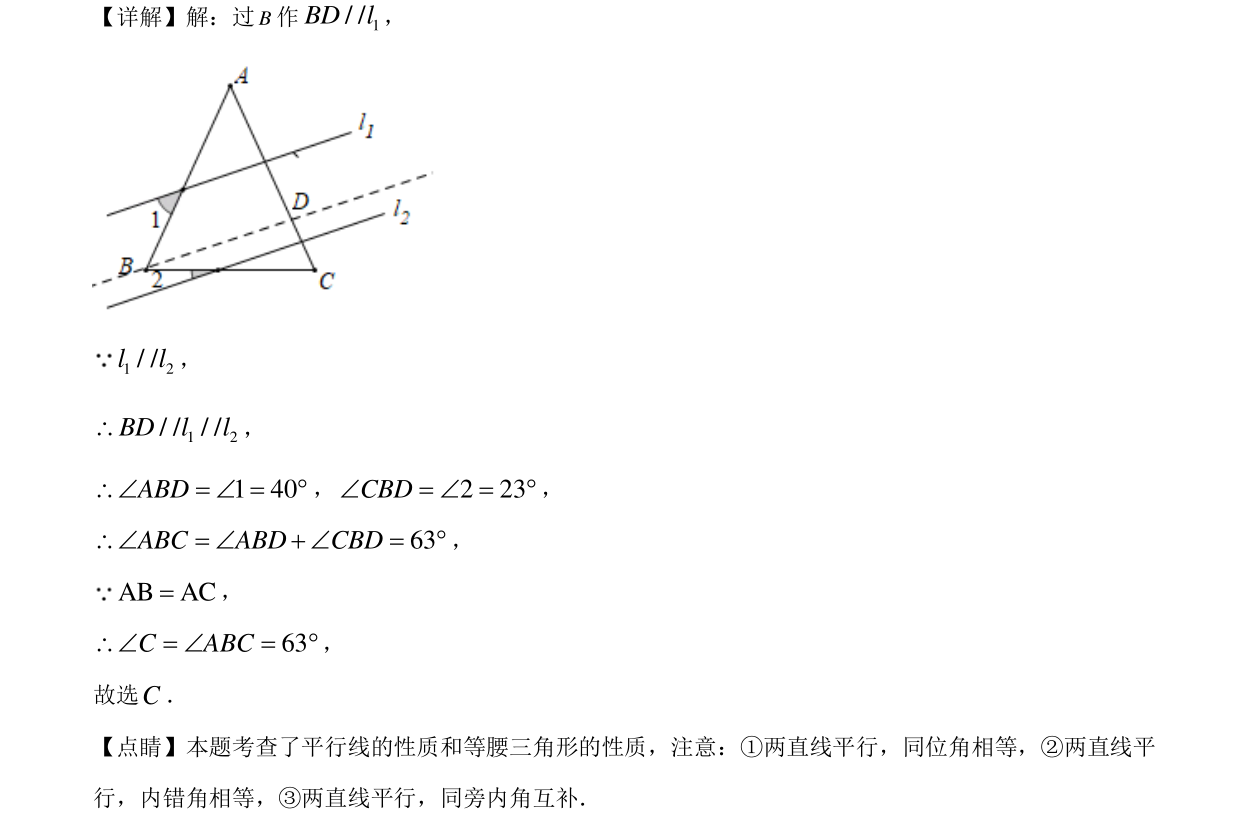 【详解】解：过B作BD//l₁，
A
l₁
D
l₂
1
B
2
C
∵l₁//l₂，
∴BD//l₁//l₂，
∴∠ABD=∠1=40°，∠CBD=∠2=23°，
∴∠ABC=∠ABD+∠CBD=63°，
∵AB=AC，
∴∠C=∠ABC=63°，
故选C．
【点睛】本题考查了平行线的性质和等腰三角形的性质，注意：①两直线平行，同位角相等，②两直线平
行，内错角相等，③两直线平行，同旁内角互补．